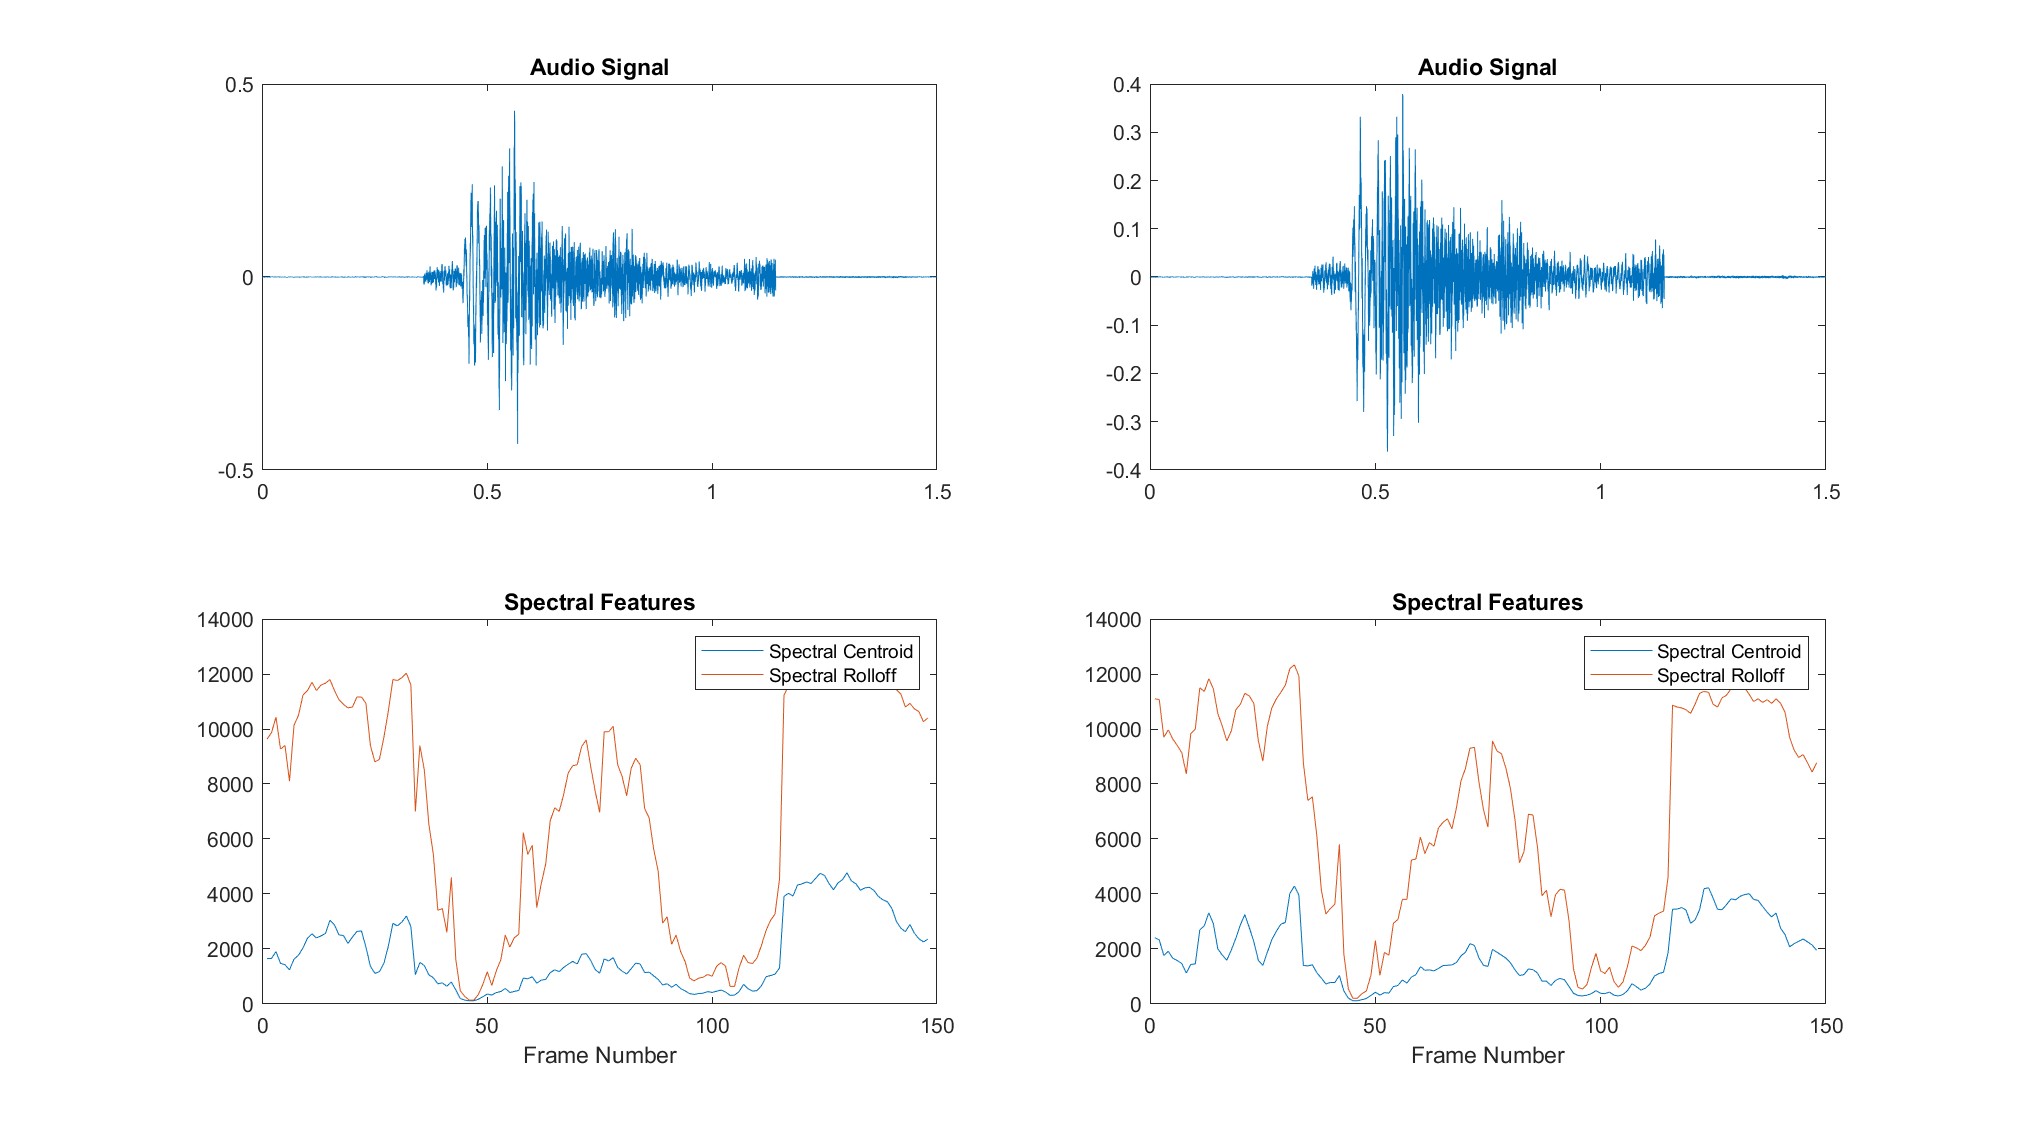 Audio Signal
0.5
0
-0.5
0 0.5 1 1.5
Audio Signal
0.4
0.3
0.2
0.1
0
-0.1
-0.2
-0.3
-0.4
0 0.5 1 1.5
Spectral Features
14000
12000
10000
8000
6000
4000
2000
0
Spectral Centroid
Spectral Rolloff
0 50 100 150
Frame Number
Spectral Features
14000
12000
10000
8000
6000
4000
2000
0
Spectral Centroid
Spectral Rolloff
0 50 100 150
Frame Number